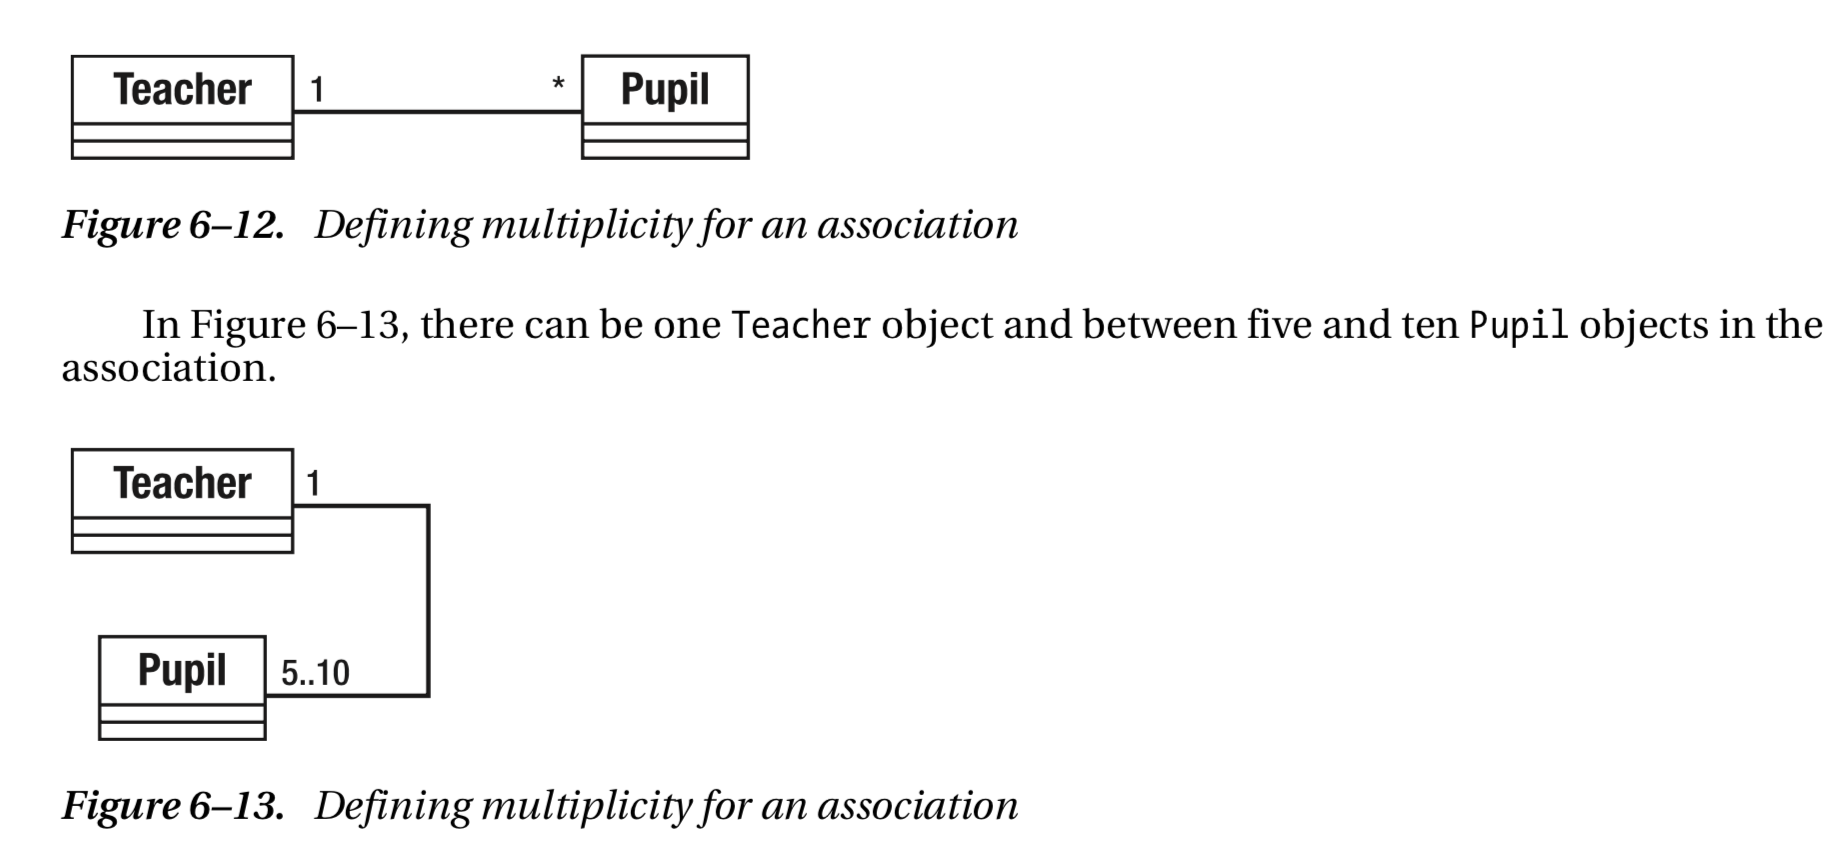 Teacher 1 * Pupil
Figure 6–12. Defining multiplicity for an association
In Figure 6–13, there can be one Teacher object and between five and ten Pupil objects in the
association.
Teacher 1
Pupil 5..10
Figure 6–13. Defining multiplicity for an association